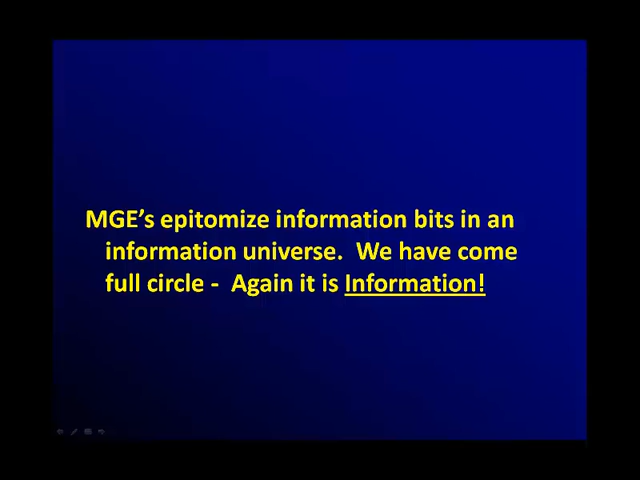 MGE's epitomize information bits in an
information universe.  We have come
full circle -  Again it is Information!